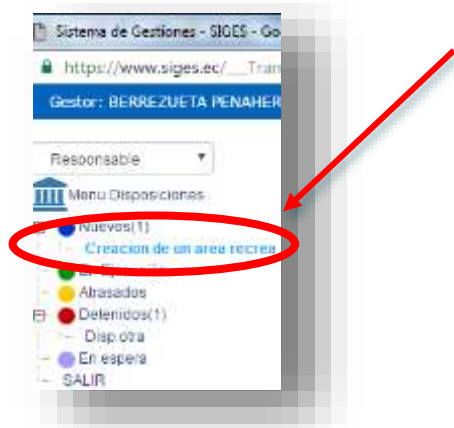 Sistema de Gestiones - SIGES - Go
https://www.siges.ec/__Tran
Gestor: BERREZUETA PENAHER
Responsable
Menu Disposiciones
Nuevos(1)
Creacion de un area recrea
Atrasados
Detenidos(1)
Disp otra
En espera
SALIR